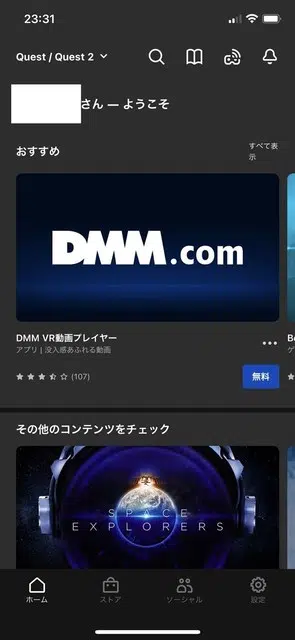 23:31
Quest / Quest 2
さん — ようこそ
おすすめ
すべて表
示
DMM.com
DMM VR動画プレイヤー
アプリ | 没入感あふれる動画
(107)
無料
その他のコンテンツをチェック
SPACE
EXPLORERS
ホーム
ストア
ソーシャル
設定